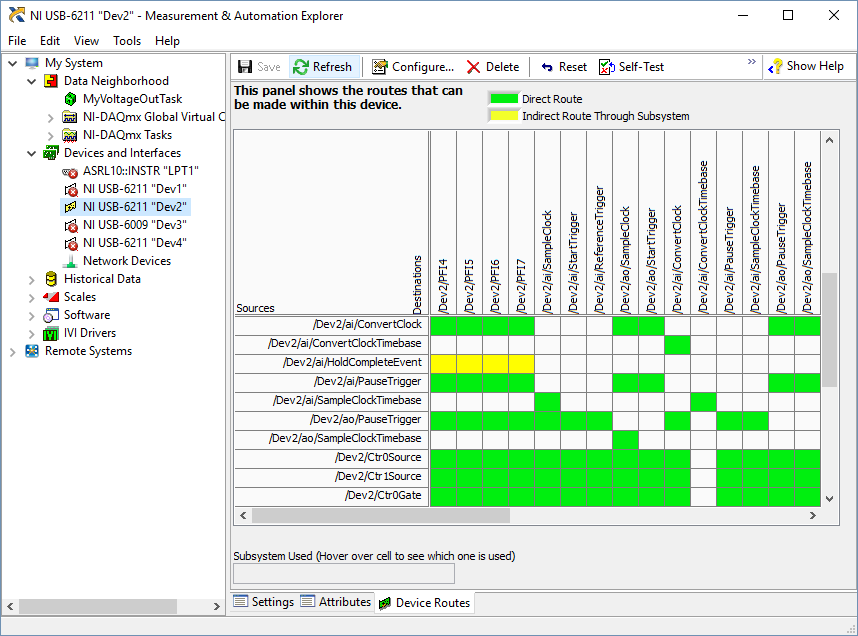 NI USB-6211 "Dev2" - Measurement & Automation Explorer
File Edit View Tools Help
My System
Data Neighborhood
MyVoltageOutTask
NI-DAQmx Global Virtual C
NI-DAQmx Tasks
Devices and Interfaces
ASRL10::INSTR "LPT1"
NI USB-6211 "Dev1"
NI USB-6211 "Dev2"
NI USB-6009 "Dev3"
NI USB-6211 "Dev4"
Network Devices
Historical Data
Scales
Software
IVI Drivers
Remote Systems
Save Refresh Configure... Delete Reset Self-Test » Show Help
This panel shows the routes that can
be made within this device.
Direct Route
Indirect Route Through Subsystem
Sources
Destinations
/Dev2/PFI4
/Dev2/PFI5
/Dev2/PFI6
/Dev2/PFI7
/Dev2/ai/SampleClock
/Dev2/ai/StartTrigger
/Dev2/ai/ReferenceTrigger
/Dev2/ao/SampleClock
/Dev2/ao/StartTrigger
/Dev2/ai/ConvertClock
/Dev2/ai/ConvertClockTimebase
/Dev2/ai/PauseTrigger
/Dev2/ai/SampleClockTimebase
/Dev2/ao/PauseTrigger
/Dev2/ao/SampleClockTimebase
/Dev2/ai/ConvertClock
/Dev2/ai/ConvertClockTimebase
/Dev2/ai/HoldCompleteEvent
/Dev2/ai/PauseTrigger
/Dev2/ai/SampleClockTimebase
/Dev2/ao/PauseTrigger
/Dev2/ao/SampleClockTimebase
/Dev2/Ctr0Source
/Dev2/Ctr1Source
/Dev2/Ctr0Gate
Subsystem Used (Hover over cell to see which one is used)
Settings Attributes Device Routes